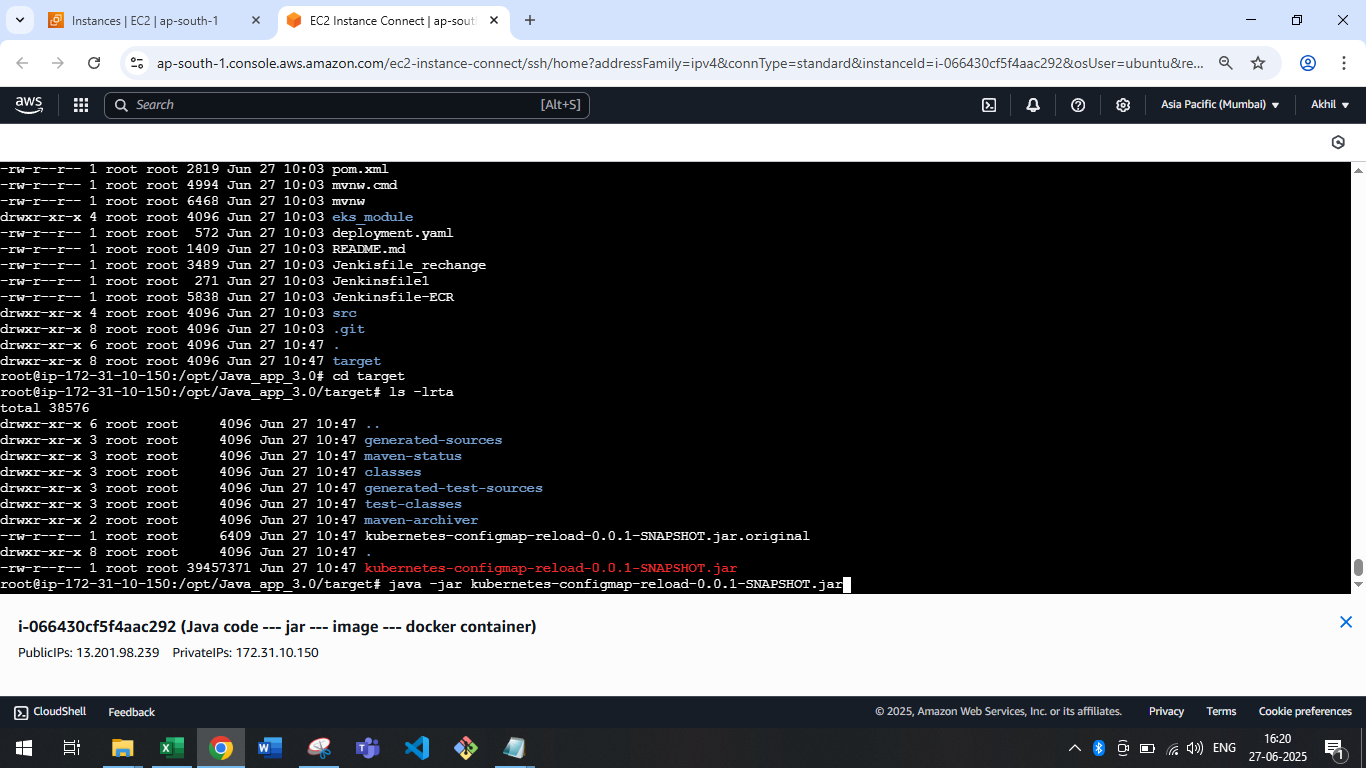 Instances | EC2 | ap-south-1
EC2 Instance Connect | ap-sout
ap-south-1.console.aws.amazon.com/ec2-instance-connect/ssh/home?addressFamily=ipv4&connType=standard&instanceId=i-066430cf5f4aac292&osUser=ubuntu&re...
aws
Search
[Alt+S]
Asia Pacific (Mumbai)
Akhil
-rw-r--r-- 1 root root 2819 Jun 27 10:03 pom.xml
-rw-r--r-- 1 root root 4994 Jun 27 10:03 mvnw.cmd
-rw-r--r-- 1 root root 6468 Jun 27 10:03 mvnw
drwxr-xr-x 4 root root 4096 Jun 27 10:03 eks_module
-rw-r--r-- 1 root root  572 Jun 27 10:03 deployment.yaml
-rw-r--r-- 1 root root 1409 Jun 27 10:03 README.md
-rw-r--r-- 1 root root 3489 Jun 27 10:03 Jenkisfile_rechange
-rw-r--r-- 1 root root  271 Jun 27 10:03 Jenkinsfile1
-rw-r--r-- 1 root root 5838 Jun 27 10:03 Jenkinsfile-ECR
drwxr-xr-x 4 root root 4096 Jun 27 10:03 src
drwxr-xr-x 8 root root 4096 Jun 27 10:03 .git
drwxr-xr-x 6 root root 4096 Jun 27 10:47 .
drwxr-xr-x 8 root root 4096 Jun 27 10:47 target
root@ip-172-31-10-150:/opt/Java_app_3.0# cd target
root@ip-172-31-10-150:/opt/Java_app_3.0/target# ls -lrta
total 38576
drwxr-xr-x 6 root root     4096 Jun 27 10:47 ..
drwxr-xr-x 3 root root     4096 Jun 27 10:47 generated-sources
drwxr-xr-x 3 root root     4096 Jun 27 10:47 maven-status
drwxr-xr-x 3 root root     4096 Jun 27 10:47 classes
drwxr-xr-x 3 root root     4096 Jun 27 10:47 generated-test-sources
drwxr-xr-x 3 root root     4096 Jun 27 10:47 test-classes
drwxr-xr-x 2 root root     4096 Jun 27 10:47 maven-archiver
-rw-r--r-- 1 root root     6409 Jun 27 10:47 kubernetes-configmap-reload-0.0.1-SNAPSHOT.jar.original
drwxr-xr-x 8 root root     4096 Jun 27 10:47 .
-rw-r--r-- 1 root root 39457371 Jun 27 10:47 kubernetes-configmap-reload-0.0.1-SNAPSHOT.jar
root@ip-172-31-10-150:/opt/Java_app_3.0/target# java -jar kubernetes-configmap-reload-0.0.1-SNAPSHOT.jar
i-066430cf5f4aac292 (Java code --- jar --- image --- docker container)
PublicIPs: 13.201.98.239 PrivateIPs: 172.31.10.150
CloudShell
Feedback
© 2025, Amazon Web Services, Inc. or its affiliates.
Privacy
Terms
Cookie preferences
ENG
16:20
27-06-2025
1